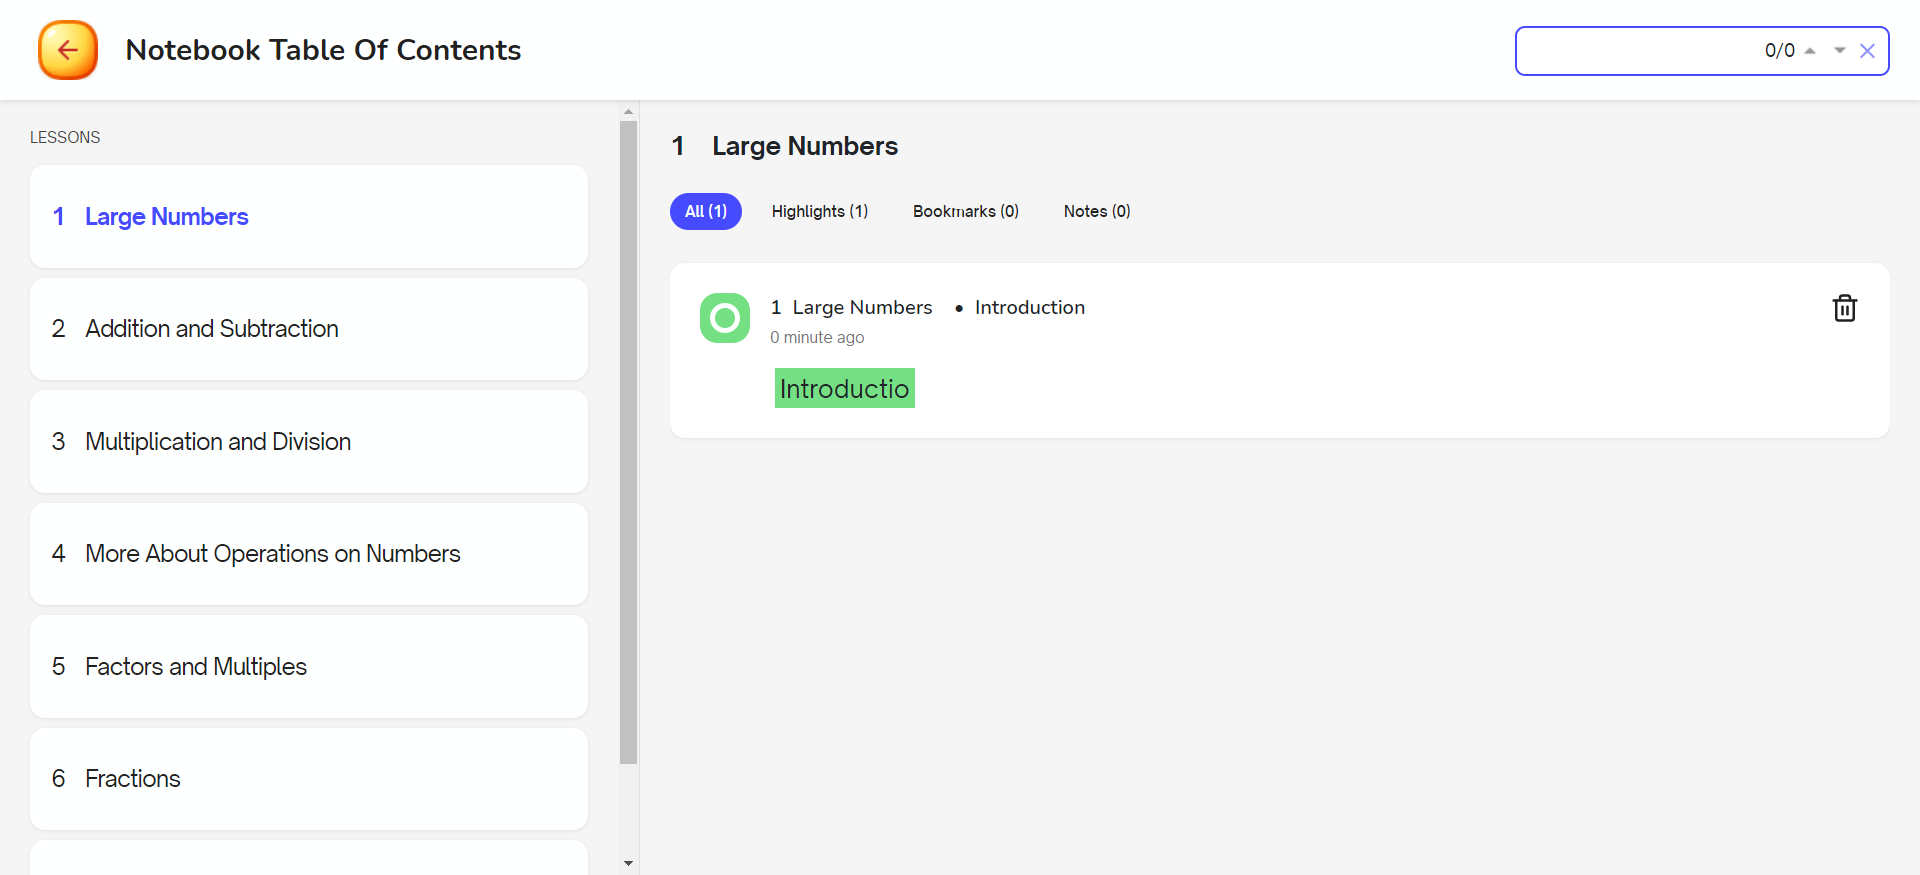 Notebook Table Of Contents
0/0
LESSONS
1 Large Numbers
2 Addition and Subtraction
3 Multiplication and Division
4 More About Operations on Numbers
5 Factors and Multiples
6 Fractions
1 Large Numbers
All (1) Highlights (1) Bookmarks (0) Notes (0)
1 Large Numbers • Introduction
0 minute ago
Introductio